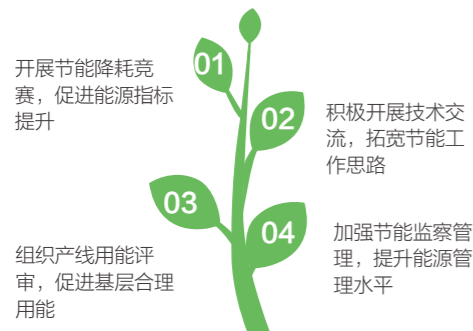 01
开展节能降耗竞
赛，促进能源指标
提升
02
积极开展技术交
流，拓宽节能工
作思路
03
组织产线用能评
审，促进基层合理
用能
04
加强节能监察管
理，提升能源管
理水平